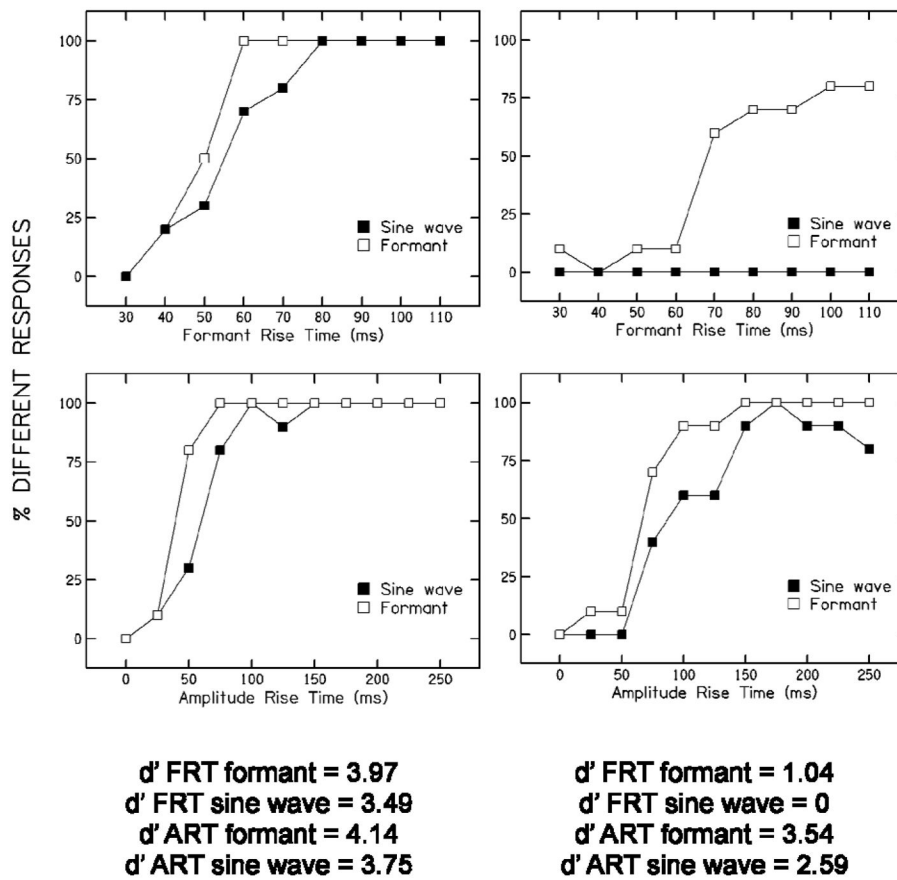 % DIFFERENT RESPONSES
100
75
50
25
0
■ Sine wave
□ Formant
30 40 50 60 70 80 90 100 110
Formant Rise Time (ms)
100
75
50
25
0
■ Sine wave
□ Formant
30 40 50 60 70 80 90 100 110
Formant Rise Time (ms)
100
75
50
25
0
■ Sine wave
□ Formant
0 50 100 150 200 250
Amplitude Rise Time (ms)
100
75
50
25
0
■ Sine wave
□ Formant
0 50 100 150 200 250
Amplitude Rise Time (ms)
d' FRT formant = 3.97
d' FRT sine wave = 3.49
d' ART formant = 4.14
d' ART sine wave = 3.75
d' FRT formant = 1.04
d' FRT sine wave = 0
d' ART formant = 3.54
d' ART sine wave = 2.59